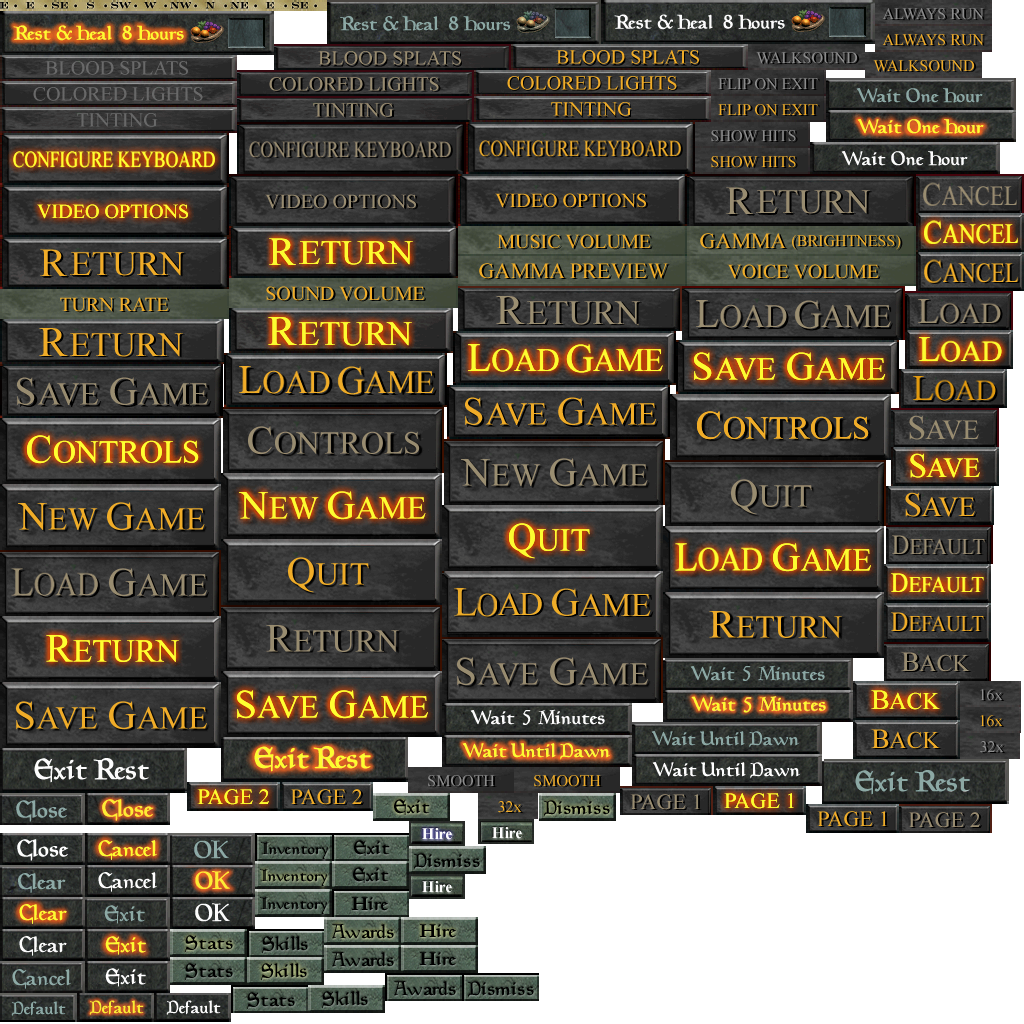 E · E · SE · S · SW · W · NW · N · NE · E · SE ·
Rest & heal 8 hours
Rest & heal 8 hours
Rest & heal 8 hours
ALWAYS RUN
ALWAYS RUN
BLOOD SPLATS
BLOOD SPLATS
BLOOD SPLATS
WALKSOUND
WALKSOUND
COLORED LIGHTS
COLORED LIGHTS
COLORED LIGHTS
FLIP ON EXIT
Wait One hour
TINTING
TINTING
TINTING
FLIP ON EXIT
Wait One hour
CONFIGURE KEYBOARD
CONFIGURE KEYBOARD
CONFIGURE KEYBOARD
SHOW HITS
SHOW HITS
Wait One hour
VIDEO OPTIONS
VIDEO OPTIONS
VIDEO OPTIONS
RETURN
CANCEL
CANCEL
RETURN
RETURN
MUSIC VOLUME
GAMMA (BRIGHTNESS)
GAMMA PREVIEW
VOICE VOLUME
CANCEL
TURN RATE
SOUND VOLUME
RETURN
LOAD GAME
LOAD
RETURN
RETURN
LOAD GAME
SAVE GAME
LOAD
SAVE GAME
LOAD GAME
SAVE GAME
CONTROLS
LOAD
SAVE
CONTROLS
CONTROLS
NEW GAME
QUIT
SAVE
NEW GAME
NEW GAME
QUIT
LOAD GAME
SAVE
DEFAULT
LOAD GAME
QUIT
LOAD GAME
RETURN
DEFAULT
DEFAULT
RETURN
RETURN
SAVE GAME
Wait 5 Minutes
BACK
SAVE GAME
SAVE GAME
Wait 5 Minutes
Wait 5 Minutes
BACK
16x
16x
Exit Rest
Exit Rest
Wait Until Dawn
Wait Until Dawn
BACK
32x
Wait Until Dawn
SMOOTH
SMOOTH
Exit Rest
Close
Close
PAGE 2
PAGE 2
Exit
32x
Dismiss
PAGE 1
PAGE 1
PAGE 1
PAGE 2
Hire
Hire
Close
Cancel
OK
Inventory
Exit
Dismiss
Clear
Cancel
OK
Inventory
Exit
Hire
Clear
Exit
OK
Inventory
Hire
Clear
Exit
Stats
Skills
Awards
Hire
Cancel
Exit
Stats
Skills
Awards
Hire
Default
Default
Default
Stats
Skills
Awards
Dismiss